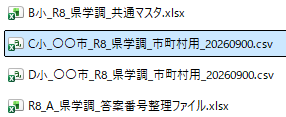 B小_R8_県学調_共通マスタ.xlsx
C小_〇〇市_R8_県学調_市町村用_20260900.csv
D小_〇〇市_R8_県学調_市町村用_20260900.csv
R8_A_県学調_答案番号整理ファイル.xlsx